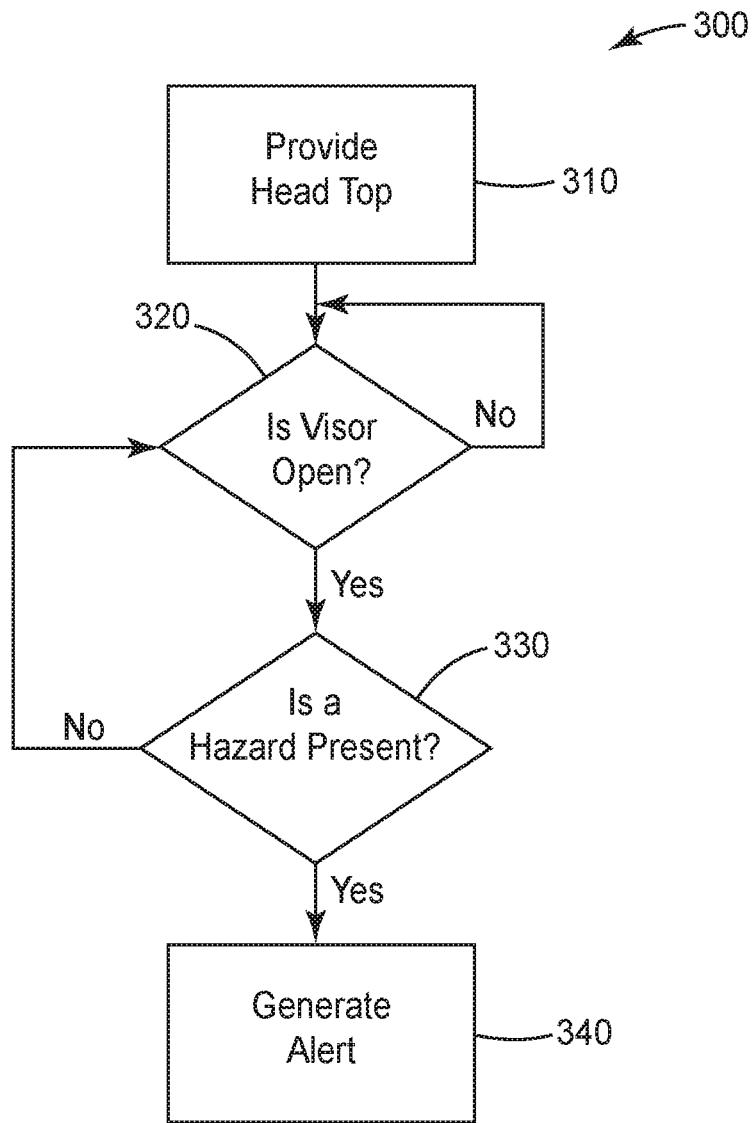 300
Provide
Head Top
310
320
Is Visor
Open?
No
Yes
330
Is a
Hazard Present?
No
Yes
Generate
Alert
340